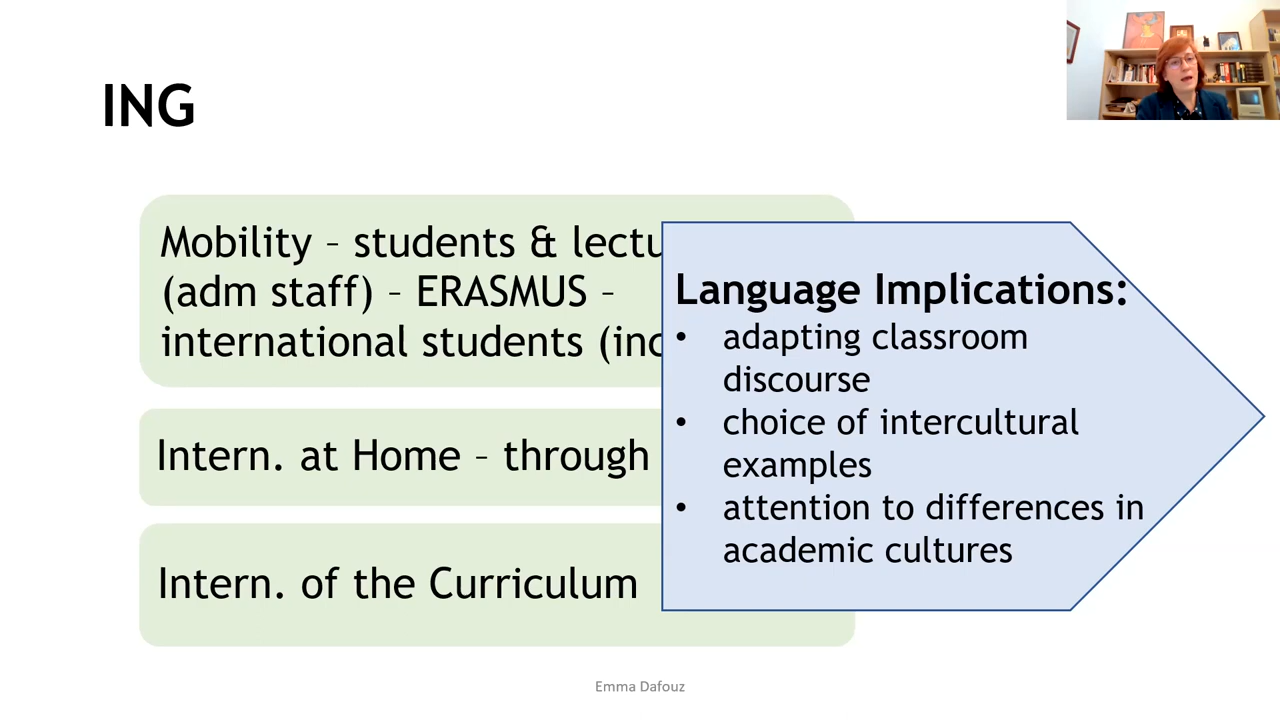 ING
Mobility – students & lectu
(adm staff) – ERASMUS –
international students (inc
Intern. at Home – through
Intern. of the Curriculum
Language Implications:
• adapting classroom
discourse
• choice of intercultural
examples
• attention to differences in
academic cultures
Emma Dafouz